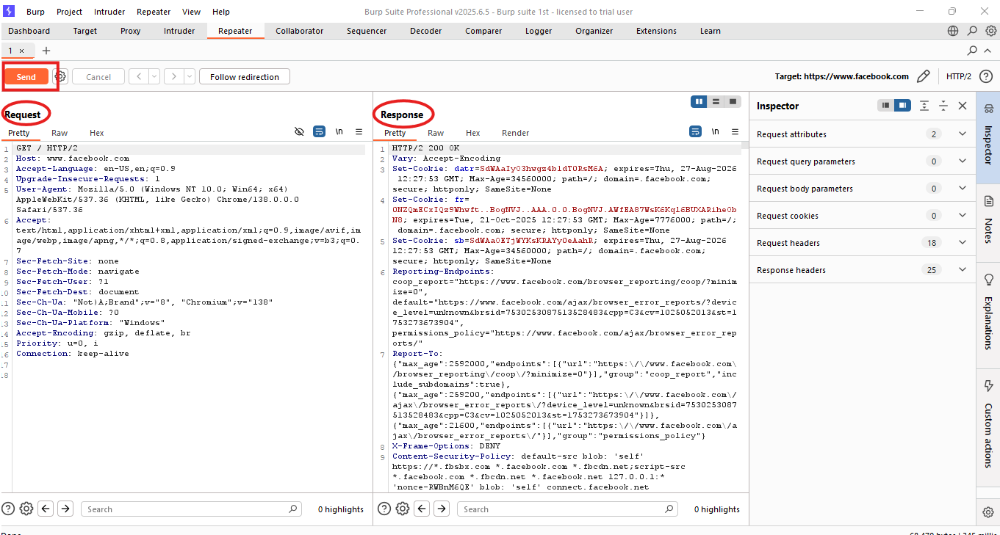 Burp Project Intruder Repeater View Help Burp Suite Professional v2025.6.5 - Burp suite 1st - licensed to trial user
Dashboard Target Proxy Intruder Repeater Collaborator Sequencer Decoder Comparer Logger Organizer Extensions Learn
1 × +
Send Cancel < > Follow redirection Target: https://www.facebook.com HTTP/2 ?
Request
Pretty Raw Hex \n
1 GET / HTTP/2
2 Host: www.facebook.com
3 Accept-Language: en-US,en;q=0.9
4 Upgrade-Insecure-Requests: 1
5 User-Agent: Mozilla/5.0 (Windows NT 10.0; Win64; x64)
AppleWebKit/537.36 (KHTML, like Gecko) Chrome/138.0.0.0
Safari/537.36
6 Accept:
text/html,application/xhtml+xml,application/xml;q=0.9,image/avif,im
age/webp,image/apng,*/*;q=0.8,application/signed-exchange;v=b3;q=0.
7
7 Sec-Fetch-Site: none
8 Sec-Fetch-Mode: navigate
9 Sec-Fetch-User: ?1
10 Sec-Fetch-Dest: document
11 Sec-Ch-Ua: "Not)A;Brand";v="8", "Chromium";v="138"
12 Sec-Ch-Ua-Mobile: ?0
13 Sec-Ch-Ua-Platform: "Windows"
14 Accept-Encoding: gzip, deflate, br
15 Priority: u=0, i
16 Connection: keep-alive
17
18
Search 0 highlights
Response
Pretty Raw Hex Render \n
1 HTTP/2 200 OK
2 Vary: Accept-Encoding
3 Set-Cookie: datr=SdWAaIy03hwgz4bldT0RsM6A; expires=Thu, 27-Aug-2026
12:27:53 GMT; Max-Age=34560000; path=/; domain=.facebook.com;
secure; httponly; SameSite=None
4 Set-Cookie: fr=
0NZQmECxIQz9Whwft..BogNVJ..AAA.0.0.BogNVJ.AWfEA87WsK6Kql6BUXARihe0b
N8; expires=Tue, 21-Oct-2025 12:27:53 GMT; Max-Age=7776000; path=/;
domain=.facebook.com; secure; httponly; SameSite=None
5 Set-Cookie: sb=SdWAa0ETjWYKsKRAYy0eAahR; expires=Thu, 27-Aug-2026
12:27:53 GMT; Max-Age=34560000; path=/; domain=.facebook.com;
secure; httponly; SameSite=None
6 Reporting-Endpoints:
coop_report="https://www.facebook.com/browser_reporting/coop/?minim
ize=0",
default="https://www.facebook.com/ajax/browser_error_reports/?device
_level=unknown&brsid=7530253087513528483&cpp=C3&cv=1025052013&st=1
753273673904",
permissions_policy="https://www.facebook.com/ajax/browser_error_rep
orts/"
7 Report-To:
{"max_age":2592000,"endpoints":[{"url":"https:\/\/www.facebook.com\
/browser_reporting\/coop\/?minimize=0"}],"group":"coop_report","inc
lude_subdomains":true},
{"max_age":259200,"endpoints":[{"url":"https:\/\/www.facebook.com\/
ajax\/browser_error_reports\/?device_level=unknown&brsid=7530253087
513528483&cpp=C3&cv=1025052013&st=1753273673904"}]},
{"max_age":21600,"endpoints":[{"url":"https:\/\/www.facebook.com\/a
jax\/browser_error_reports\/"}],"group":"permissions_policy"}
8 X-Frame-Options: DENY
9 Content-Security-Policy: default-src blob: 'self'
https://*.fbsbx.com *.facebook.com *.fbcdn.net;script-src
*.facebook.com *.fbcdn.net *.facebook.net 127.0.0.1:*
'nonce-RWBnM6QE' blob: 'self' connect.facebook.net
Search 0 highlights
Inspector
Request attributes 2
Request query parameters 0
Request body parameters 0
Request cookies 0
Request headers 18
Response headers 25
Inspector
Notes
Explanations
Custom actions